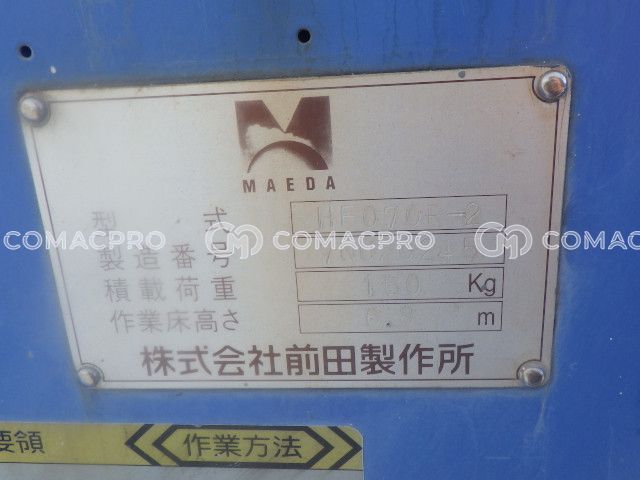 MAEDA
型式
製造番号
積載荷重 150 Kg
作業床高さ m
株式会社前田製作所
要領 作業方法
COMACPRO COMACPRO COMACPRO